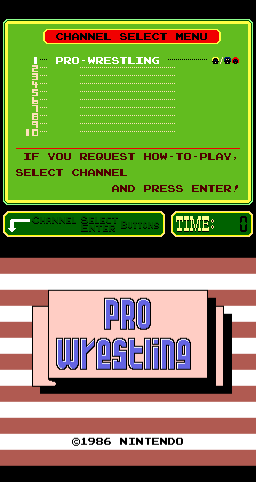 CHANNEL SELECT MENU
1 PRO-WRESTLING
2
3
4
5
6
7
8
9
10
IF YOU REQUEST HOW-TO-PLAY,
SELECT CHANNEL
AND PRESS ENTER!
CHANNEL SELECT
ENTER BUTTONS
TIME: 0
PRO
Wrestling
©1986 NINTENDO